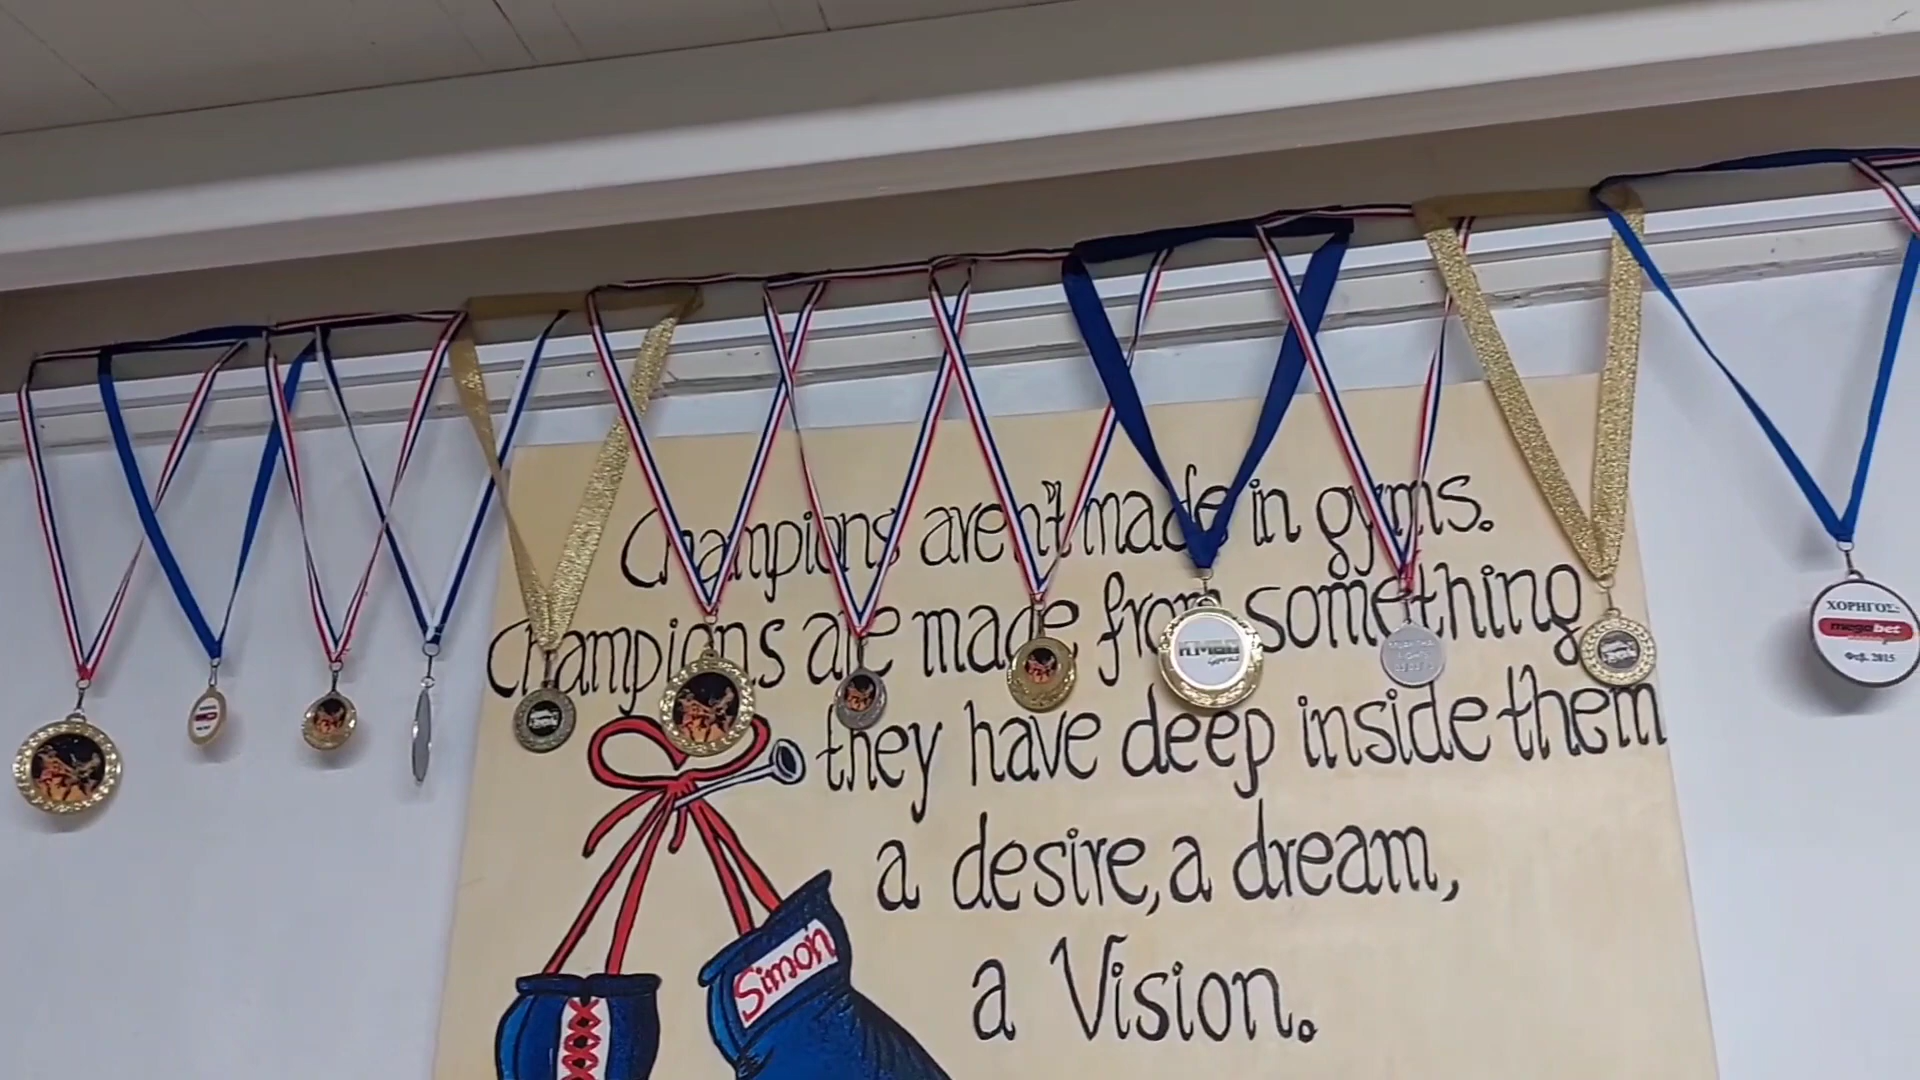 Champions aren't made in gyms.
Champions are made from something
they have deep inside them
a desire, a dream,
a Vision.
Simon
ΧΟΡΗΓΟΣ:
megabet
Φεβ. 2015